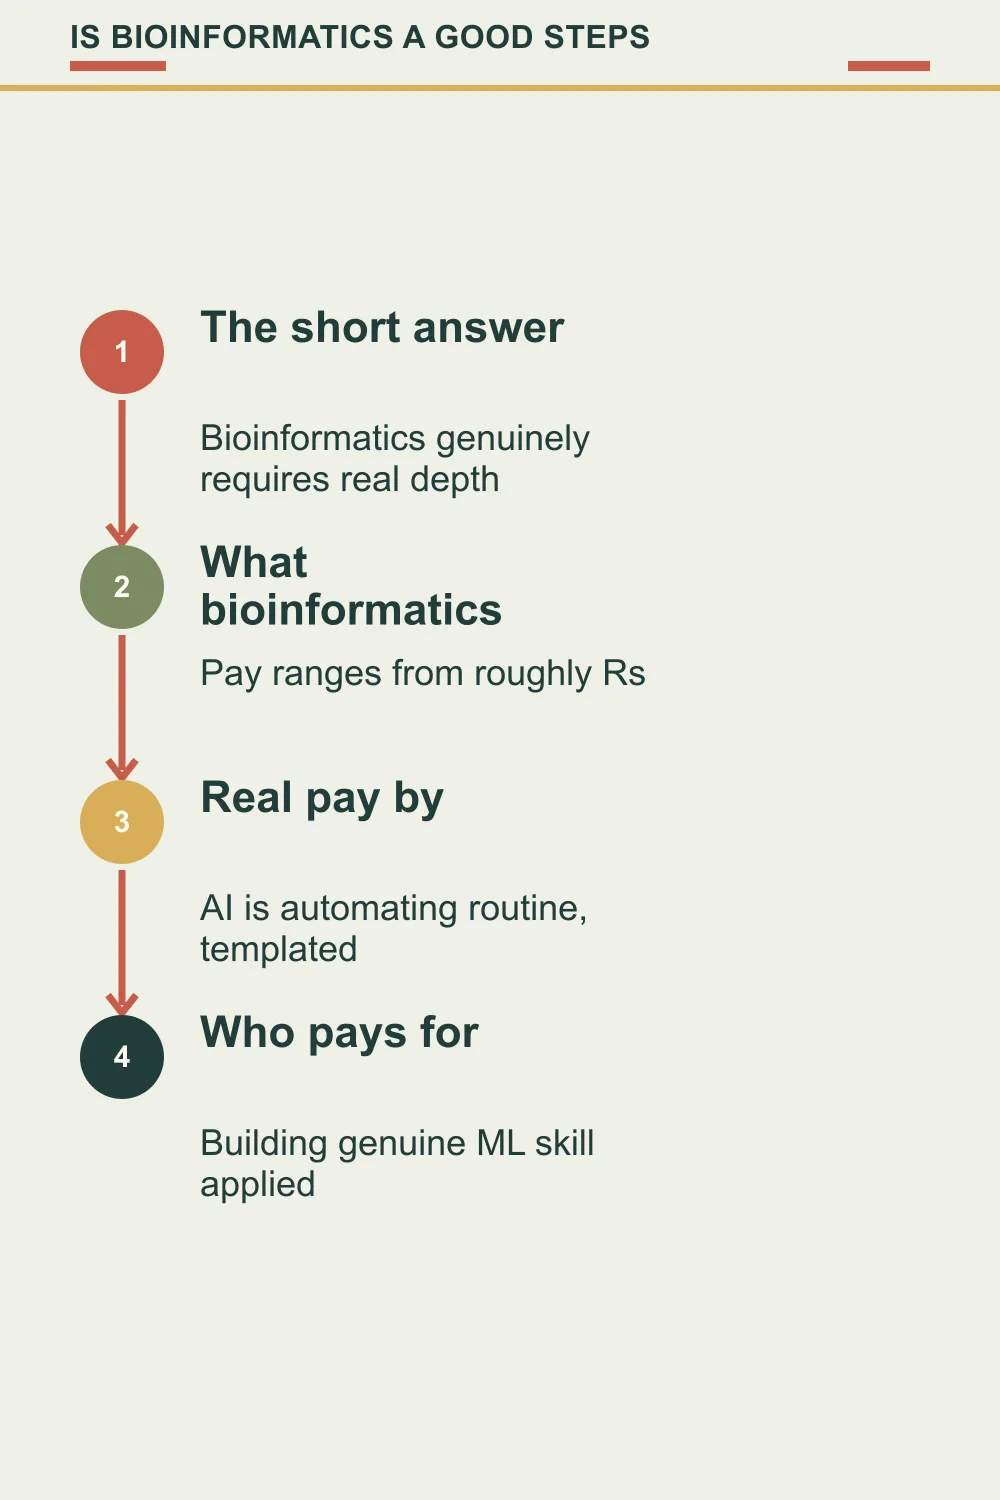 IS BIOINFORMATICS A GOOD STEPS
1
The short answer
Bioinformatics genuinely
requires real depth
2
What
bioinformatics
Pay ranges from roughly Rs
3
Real pay by
AI is automating routine,
templated
4
Who pays for
Building genuine ML skill
applied